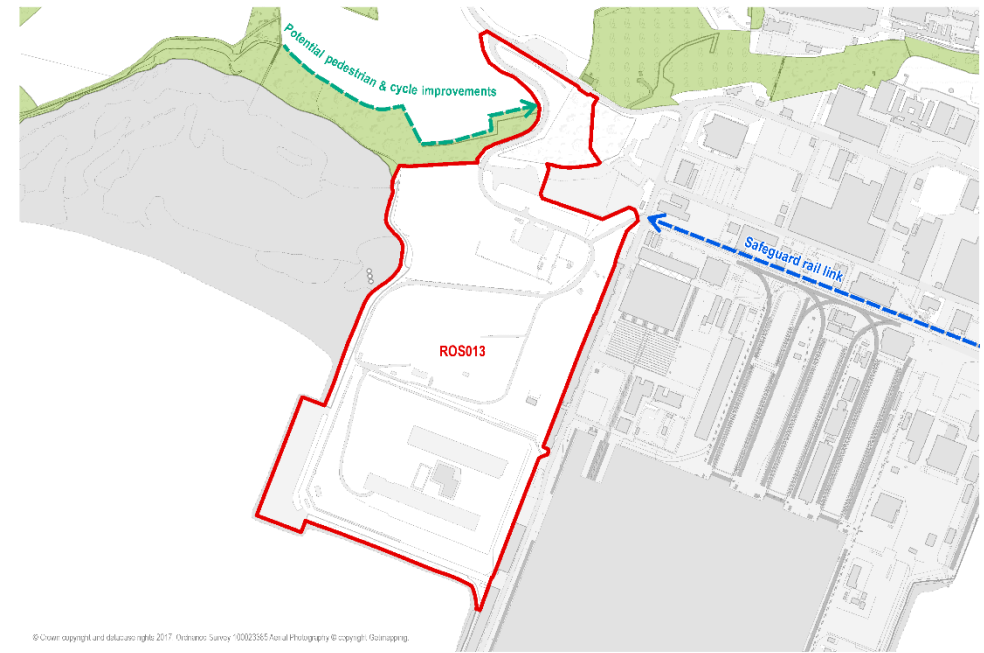 Potential pedestrian & cycle improvements
Safeguard rail link
ROS013
© Crown copyright and database rights 2017. Ordnance Survey 100023385 Aerial Photography © copyright Getmapping.